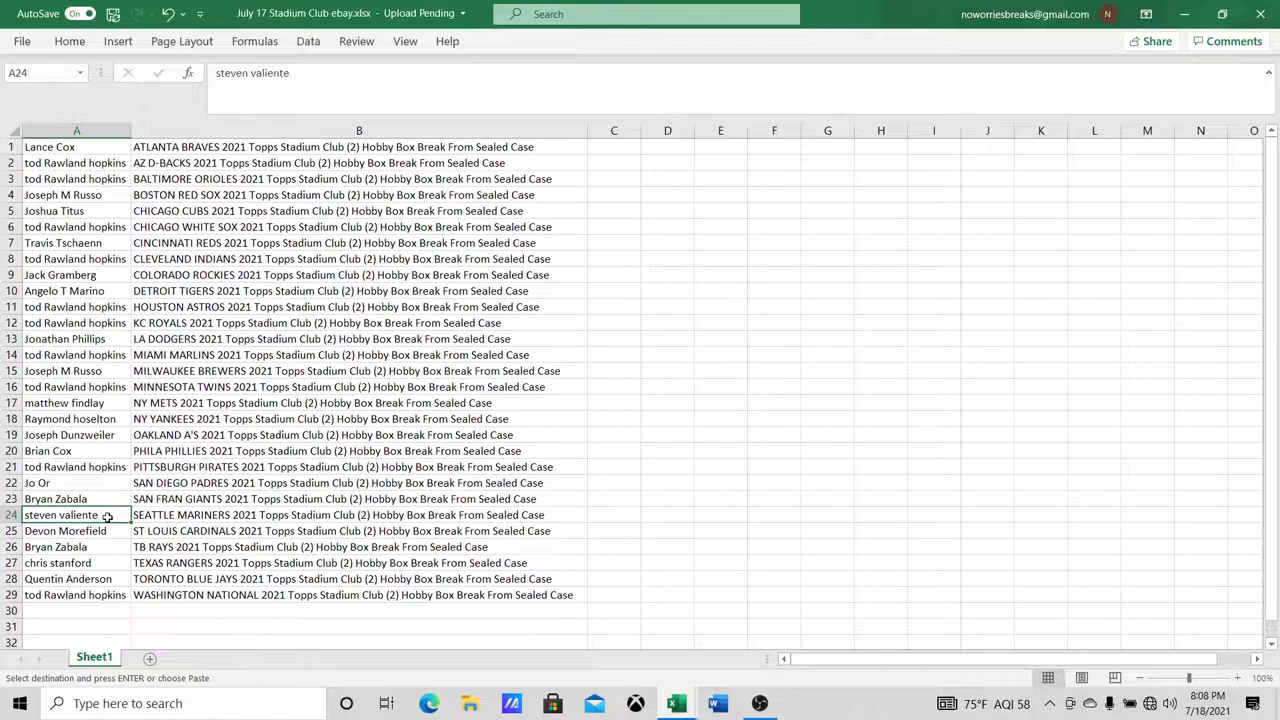 AutoSave On July 17 Stadium Club ebay.xlsx - Upload Pending Search noworriesbreaks@gmail.com N
File Home Insert Page Layout Formulas Data Review View Help Share Comments
A24 fx steven valiente
A B C D E F G H I J K L M N O
1 Lance Cox ATLANTA BRAVES 2021 Topps Stadium Club (2) Hobby Box Break From Sealed Case
2 tod Rawland hopkins AZ D-BACKS 2021 Topps Stadium Club (2) Hobby Box Break From Sealed Case
3 tod Rawland hopkins BALTIMORE ORIOLES 2021 Topps Stadium Club (2) Hobby Box Break From Sealed Case
4 Joseph M Russo BOSTON RED SOX 2021 Topps Stadium Club (2) Hobby Box Break From Sealed Case
5 Joshua Titus CHICAGO CUBS 2021 Topps Stadium Club (2) Hobby Box Break From Sealed Case
6 tod Rawland hopkins CHICAGO WHITE SOX 2021 Topps Stadium Club (2) Hobby Box Break From Sealed Case
7 Travis Tschaenn CINCINNATI REDS 2021 Topps Stadium Club (2) Hobby Box Break From Sealed Case
8 tod Rawland hopkins CLEVELAND INDIANS 2021 Topps Stadium Club (2) Hobby Box Break From Sealed Case
9 Jack Gramberg COLORADO ROCKIES 2021 Topps Stadium Club (2) Hobby Box Break From Sealed Case
10 Angelo T Marino DETROIT TIGERS 2021 Topps Stadium Club (2) Hobby Box Break From Sealed Case
11 tod Rawland hopkins HOUSTON ASTROS 2021 Topps Stadium Club (2) Hobby Box Break From Sealed Case
12 tod Rawland hopkins KC ROYALS 2021 Topps Stadium Club (2) Hobby Box Break From Sealed Case
13 Jonathan Phillips LA DODGERS 2021 Topps Stadium Club (2) Hobby Box Break From Sealed Case
14 tod Rawland hopkins MIAMI MARLINS 2021 Topps Stadium Club (2) Hobby Box Break From Sealed Case
15 Joseph M Russo MILWAUKEE BREWERS 2021 Topps Stadium Club (2) Hobby Box Break From Sealed Case
16 tod Rawland hopkins MINNESOTA TWINS 2021 Topps Stadium Club (2) Hobby Box Break From Sealed Case
17 matthew findlay NY METS 2021 Topps Stadium Club (2) Hobby Box Break From Sealed Case
18 Raymond hoselton NY YANKEES 2021 Topps Stadium Club (2) Hobby Box Break From Sealed Case
19 Joseph Dunzweiler OAKLAND A'S 2021 Topps Stadium Club (2) Hobby Box Break From Sealed Case
20 Brian Cox PHILA PHILLIES 2021 Topps Stadium Club (2) Hobby Box Break From Sealed Case
21 tod Rawland hopkins PITTSBURGH PIRATES 2021 Topps Stadium Club (2) Hobby Box Break From Sealed Case
22 Jo Or SAN DIEGO PADRES 2021 Topps Stadium Club (2) Hobby Box Break From Sealed Case
23 Bryan Zabala SAN FRAN GIANTS 2021 Topps Stadium Club (2) Hobby Box Break From Sealed Case
24 steven valiente SEATTLE MARINERS 2021 Topps Stadium Club (2) Hobby Box Break From Sealed Case
25 Devon Morefield ST LOUIS CARDINALS 2021 Topps Stadium Club (2) Hobby Box Break From Sealed Case
26 Bryan Zabala TB RAYS 2021 Topps Stadium Club (2) Hobby Box Break From Sealed Case
27 chris stanford TEXAS RANGERS 2021 Topps Stadium Club (2) Hobby Box Break From Sealed Case
28 Quentin Anderson TORONTO BLUE JAYS 2021 Topps Stadium Club (2) Hobby Box Break From Sealed Case
29 tod Rawland hopkins WASHINGTON NATIONAL 2021 Topps Stadium Club (2) Hobby Box Break From Sealed Case
30
31
32
Sheet1
Select destination and press ENTER or choose Paste 100%
Type here to search 75°F AQI 58 8:08 PM
7/18/2021